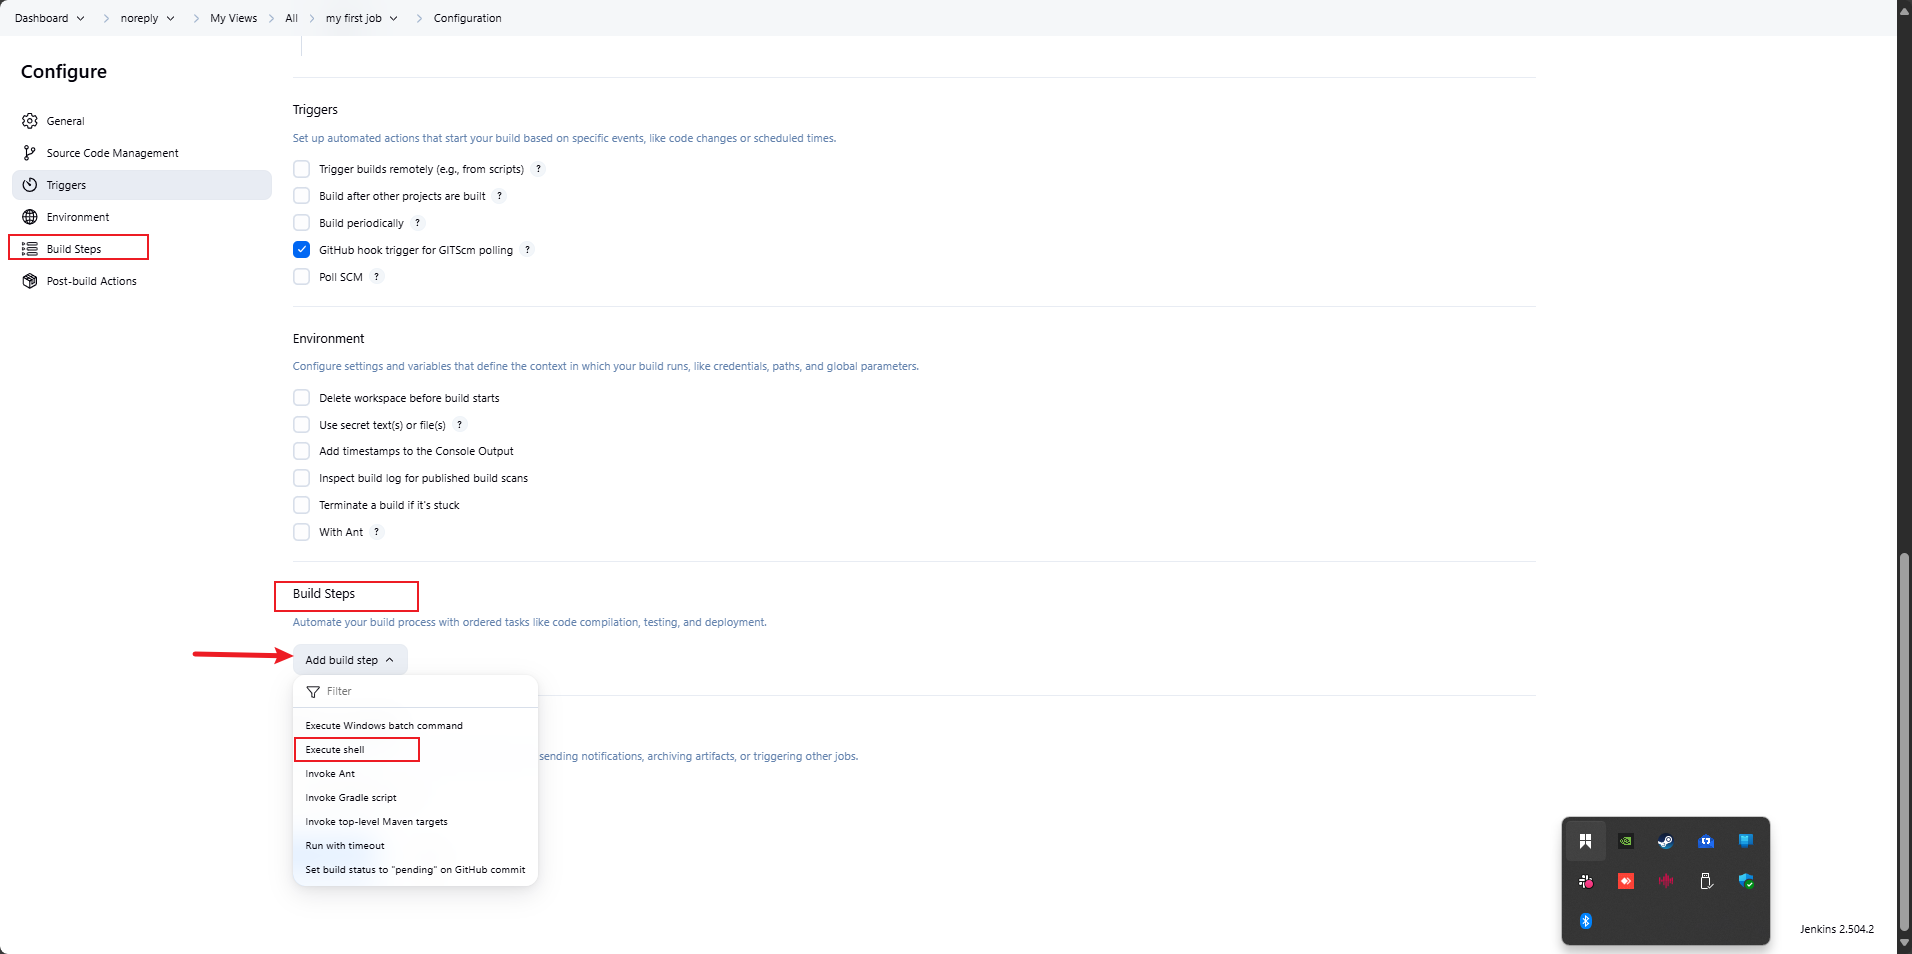 Dashboard noreply My Views All my first job Configuration
Configure
General
Source Code Management
Triggers
Environment
Build Steps
Post-build Actions
Triggers
Set up automated actions that start your build based on specific events, like code changes or scheduled times.
Trigger builds remotely (e.g., from scripts) ?
Build after other projects are built ?
Build periodically ?
GitHub hook trigger for GITScm polling ?
Poll SCM ?
Environment
Configure settings and variables that define the context in which your build runs, like credentials, paths, and global parameters.
Delete workspace before build starts
Use secret text(s) or file(s) ?
Add timestamps to the Console Output
Inspect build log for published build scans
Terminate a build if it's stuck
With Ant ?
Build Steps
Automate your build process with ordered tasks like code compilation, testing, and deployment.
Add build step
Filter
Execute Windows batch command
Execute shell
sending notifications, archiving artifacts, or triggering other jobs.
Invoke Ant
Invoke Gradle script
Invoke top-level Maven targets
Run with timeout
Set build status to "pending" on GitHub commit
Jenkins 2.504.2